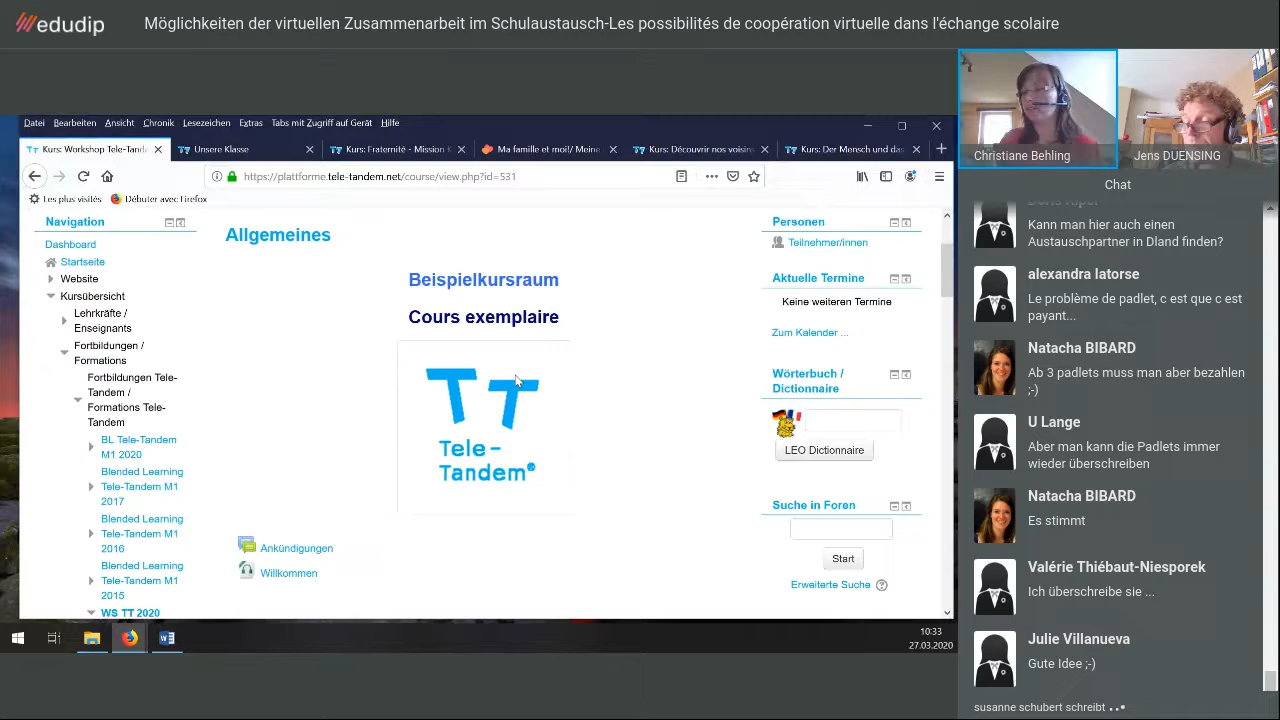 edudip
Möglichkeiten der virtuellen Zusammenarbeit im Schulaustausch-Les possibilités de coopération virtuelle dans l'échange scolaire
Datei Bearbeiten Ansicht Chronik Lesezeichen Extras Tabs mit Zugriff auf Gerät Hilfe
Kurs: Workshop Tele-Tande
Unsere Klasse
Kurs: Fraternité - Mission K
Ma famille et moi!/ Meine
Kurs: Découvrir nos voisins
Kurs: Der Mensch und das
https://plattforme.tele-tandem.net/course/view.php?id=531
Les plus visités
Débuter avec Firefox
Navigation
Dashboard
Startseite
Website
Kursübersicht
Lehrkräfte /
Enseignants
Fortbildungen /
Formations
Fortbildungen Tele-
Tandem /
Formations Tele-
Tandem
BL Tele-Tandem
M1 2020
Blended Learning
Tele-Tandem M1
2017
Blended Learning
Tele-Tandem M1
2016
Blended Learning
Tele-Tandem M1
2015
WS TT 2020
Allgemeines
Beispielkursraum
Cours exemplaire
TT
Tele-
Tandem®
Ankündigungen
Willkommen
Personen
Teilnehmer/innen
Aktuelle Termine
Keine weiteren Termine
Zum Kalender ...
Wörterbuch /
Dictionnaire
LEO Dictionnaire
Suche in Foren
Start
Erweiterte Suche
10:33
27.03.2020
Christiane Behling
Jens DUENSING
Chat
Kann man hier auch einen
Austauschpartner in Dland finden?
alexandra latorse
Le problème de padlet, c est que c est
payant...
Natacha BIBARD
Ab 3 padlets muss man aber bezahlen
;-)
U Lange
Aber man kann die Padlets immer
wieder überschreiben
Natacha BIBARD
Es stimmt
Valérie Thiébaut-Niesporek
Ich überschreibe sie ...
Julie Villanueva
Gute Idee ;-)
susanne schubert schreibt